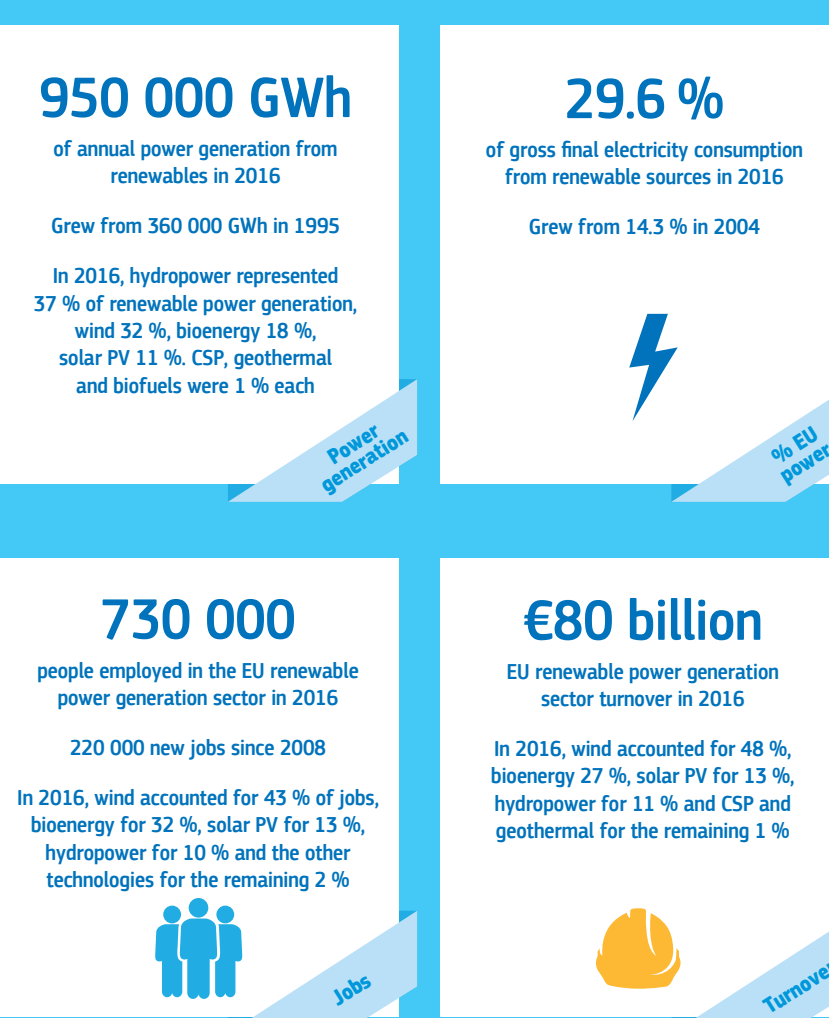 950 000 GWh
of annual power generation from
renewables in 2016
Grew from 360 000 GWh in 1995
In 2016, hydropower represented
37 % of renewable power generation,
wind 32 %, bioenergy 18 %,
solar PV 11 %. CSP, geothermal
and biofuels were 1 % each
Power
generation
29.6 %
of gross final electricity consumption
from renewable sources in 2016
Grew from 14.3 % in 2004
% EU
power
730 000
people employed in the EU renewable
power generation sector in 2016
220 000 new jobs since 2008
In 2016, wind accounted for 43 % of jobs,
bioenergy for 32 %, solar PV for 13 %,
hydropower for 10 % and the other
technologies for the remaining 2 %
Jobs
€80 billion
EU renewable power generation
sector turnover in 2016
In 2016, wind accounted for 48 %,
bioenergy 27 %, solar PV for 13 %,
hydropower for 11 % and CSP and
geothermal for the remaining 1 %
Turnover